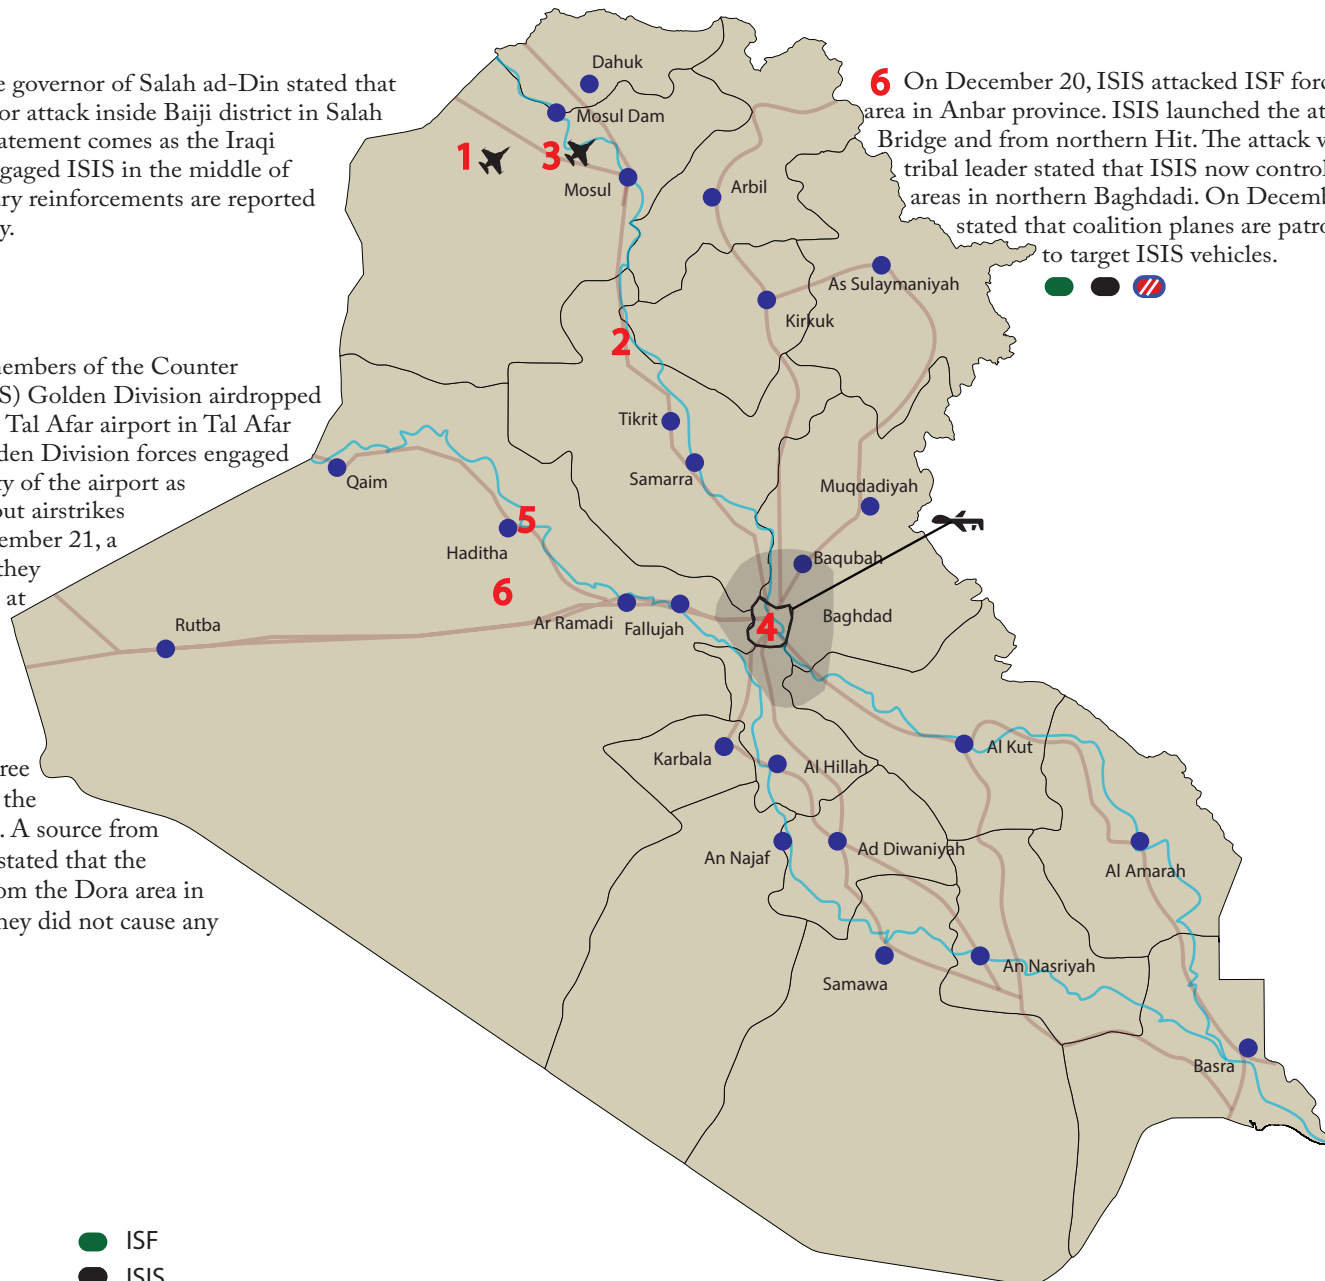 e governor of Salah ad-Din stated that
or attack inside Baiji district in Salah
atement comes as the Iraqi
gaged ISIS in the middle of
ary reinforcements are reported
y.
embers of the Counter
S) Golden Division airdropped
Tal Afar airport in Tal Afar
den Division forces engaged
ty of the airport as
out airstrikes
ember 21, a
they
at
ree
the
. A source from
stated that the
om the Dora area in
hey did not cause any
6 On December 20, ISIS attacked ISF forc
area in Anbar province. ISIS launched the at
Bridge and from northern Hit. The attack w
tribal leader stated that ISIS now control
areas in northern Baghdadi. On Decemb
stated that coalition planes are patro
to target ISIS vehicles.
Dahuk
Mosul Dam
1
3
Mosul
Arbil
As Sulaymaniyah
Kirkuk
2
Tikrit
Samarra
Qaim
Muqdadiyah
5
Haditha
Baqubah
6
Ar Ramadi
Fallujah
4
Baghdad
Rutba
Karbala
Al Hillah
Al Kut
An Najaf
Ad Diwaniyah
Al Amarah
Samawa
An Nasriyah
Basra
ISF
ISIS